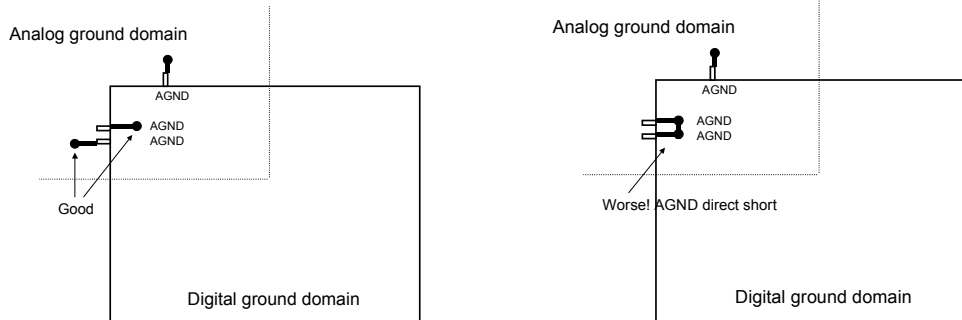 Analog ground domain
AGND
AGND
AGND
Good
Digital ground domain
Analog ground domain
AGND
AGND
AGND
Worse! AGND direct short
Digital ground domain